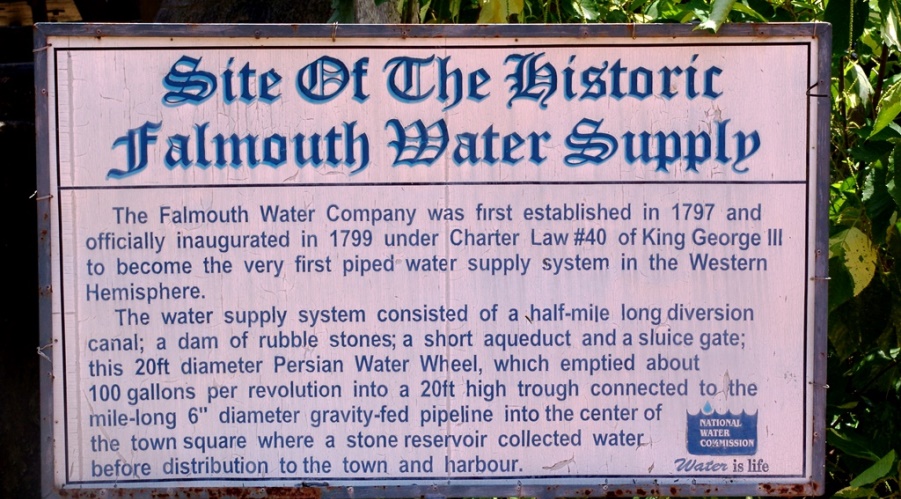 Site Of The Historic
Falmouth Water Supply
The Falmouth Water Company was first established in 1797 and
officially inaugurated in 1799 under Charter Law #40 of King George III
to become the very first piped water supply system in the Western
Hemisphere.
The water supply system consisted of a half-mile long diversion
canal; a dam of rubble stones; a short aqueduct and a sluice gate;
this 20ft diameter Persian Water Wheel, which emptied about
100 gallons per revolution into a 20ft high trough connected to the
mile-long 6" diameter gravity-fed pipeline into the center of
the town square where a stone reservoir collected water
before distribution to the town and harbour.
NATIONAL
WATER
COMMISSION
Water is life